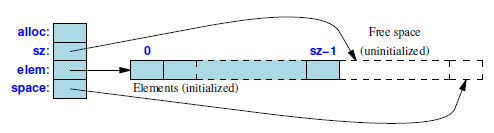 alloc:
sz:
elem:
space:
0
sz−1
Free space
(uninitialized)
Elements (initialized)